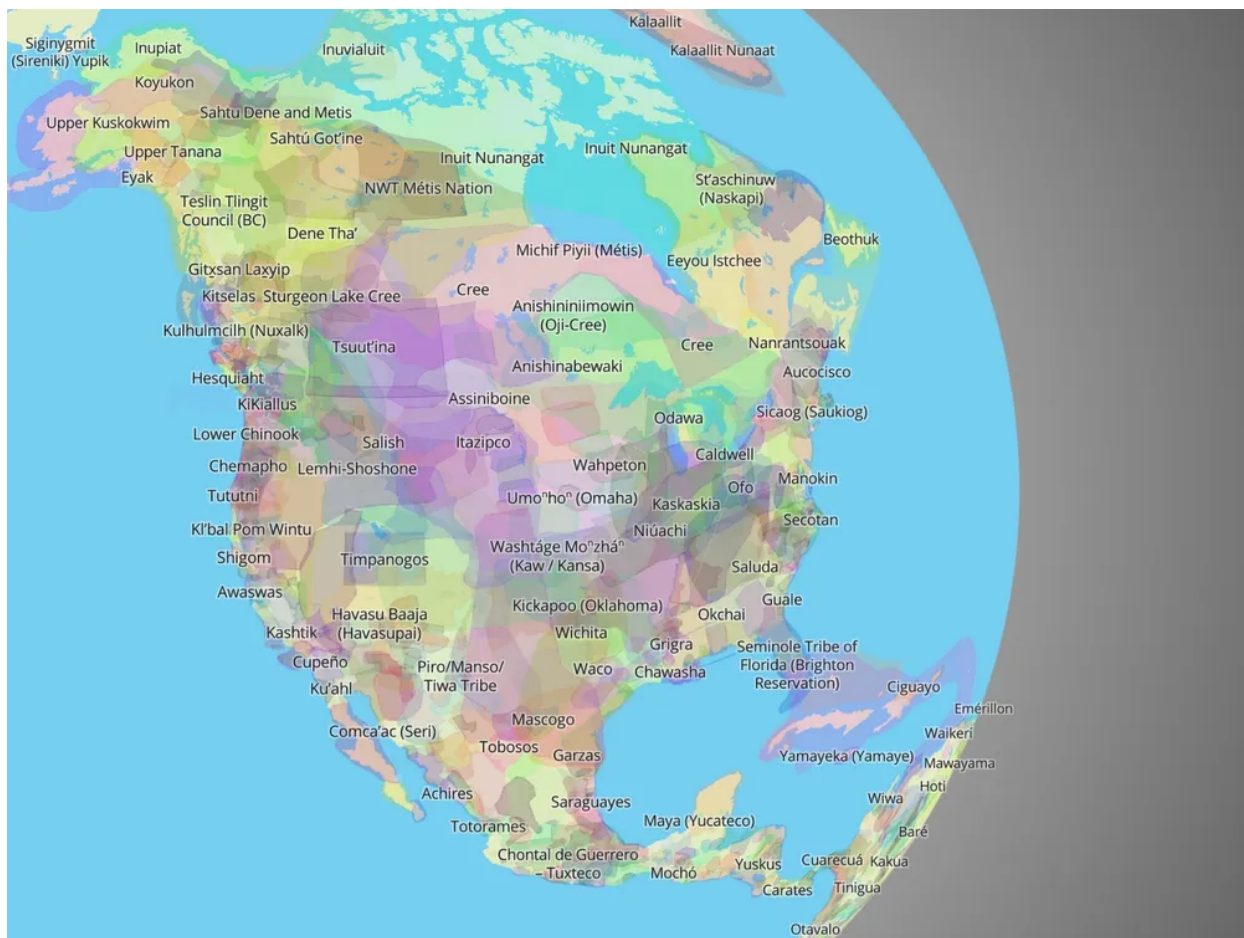 Kalaallit
Siginygmit
(Sireniki) Yupik
Inupiat
Inuvialuit
Kalaallit Nunaat
Koyukon
Sahtu Dene and Metis
Upper Kuskokwim
Sahtú Got’ine
Upper Tanana
Inuit Nunangat
Inuit Nunangat
Eyak
NWT Métis Nation
St’aschinuw
(Naskapi)
Teslin Tlingit
Council (BC)
Dene Tha’
Beothuk
Michif Piyii (Métis)
Eeyou Istchee
Gitxsan Laxyip
Kitselas
Sturgeon Lake Cree
Cree
Anishininiimowin
(Oji-Cree)
Kulhulmcilh (Nuxalk)
Tsuut’ina
Cree
Nanrantsouak
Anishinabewaki
Aucocisco
Hesquiaht
KiKiallus
Assiniboine
Odawa
Sicaog (Saukiog)
Lower Chinook
Salish
Itazipco
Caldwell
Chemapho
Lemhi-Shoshone
Wahpeton
Manokin
Ofo
Tututni
Umoⁿhoⁿ (Omaha)
Kaskaskia
Secotan
Kl’bal Pom Wintu
Niúachi
Shigom
Timpanogos
Washtáge Moⁿzháⁿ
(Kaw / Kansa)
Saluda
Awaswas
Havasu Baaja
(Havasupai)
Kickapoo (Oklahoma)
Okchai
Guale
Kashtik
Wichita
Grigra
Seminole Tribe of
Florida (Brighton
Reservation)
Cupeño
Piro/Manso/
Tiwa Tribe
Waco
Chawasha
Ku’ahl
Ciguayo
Emérillon
Comca’ac (Seri)
Mascogo
Waikerí
Tobosos
Garzas
Yamayeka (Yamaye)
Mawayama
Hoti
Achires
Saraguayes
Wiwa
Totorames
Maya (Yucateco)
Baré
Chontal de Guerrero
– Tuxteco
Mochó
Yuskus
Cuarecuá
Kakua
Carates
Tinigua
Otavalo